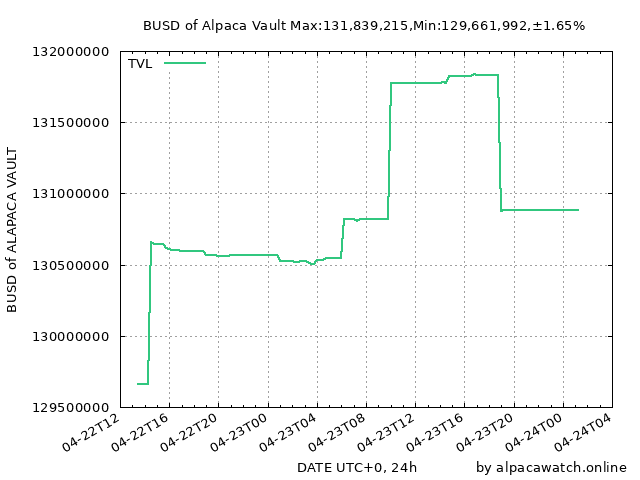 BUSD of Alpaca Vault Max:131,839,215,Min:129,661,992,±1.65%
132000000
TVL
131500000
131000000
130500000
130000000
129500000
BUSD of ALAPACA VAULT
04-22T12
04-22T16
04-22T20
04-23T00
04-23T04
04-23T08
04-23T12
04-23T16
04-23T20
04-24T00
04-24T04
DATE UTC+0, 24h
by alpacawatch.online